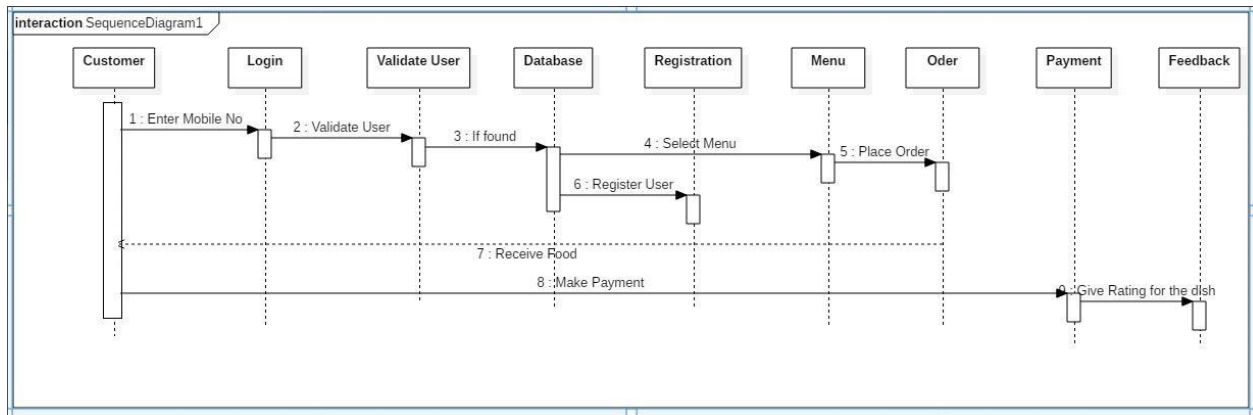 interaction SequenceDiagram1
Customer
Login
Validate User
Database
Registration
Menu
Oder
Payment
Feedback
1 : Enter Mobile No
2 : Validate User
3 : If found
4 : Select Menu
5 : Place Order
6 : Register User
7 : Receive Food
8 : Make Payment
9 : Give Rating for the dish